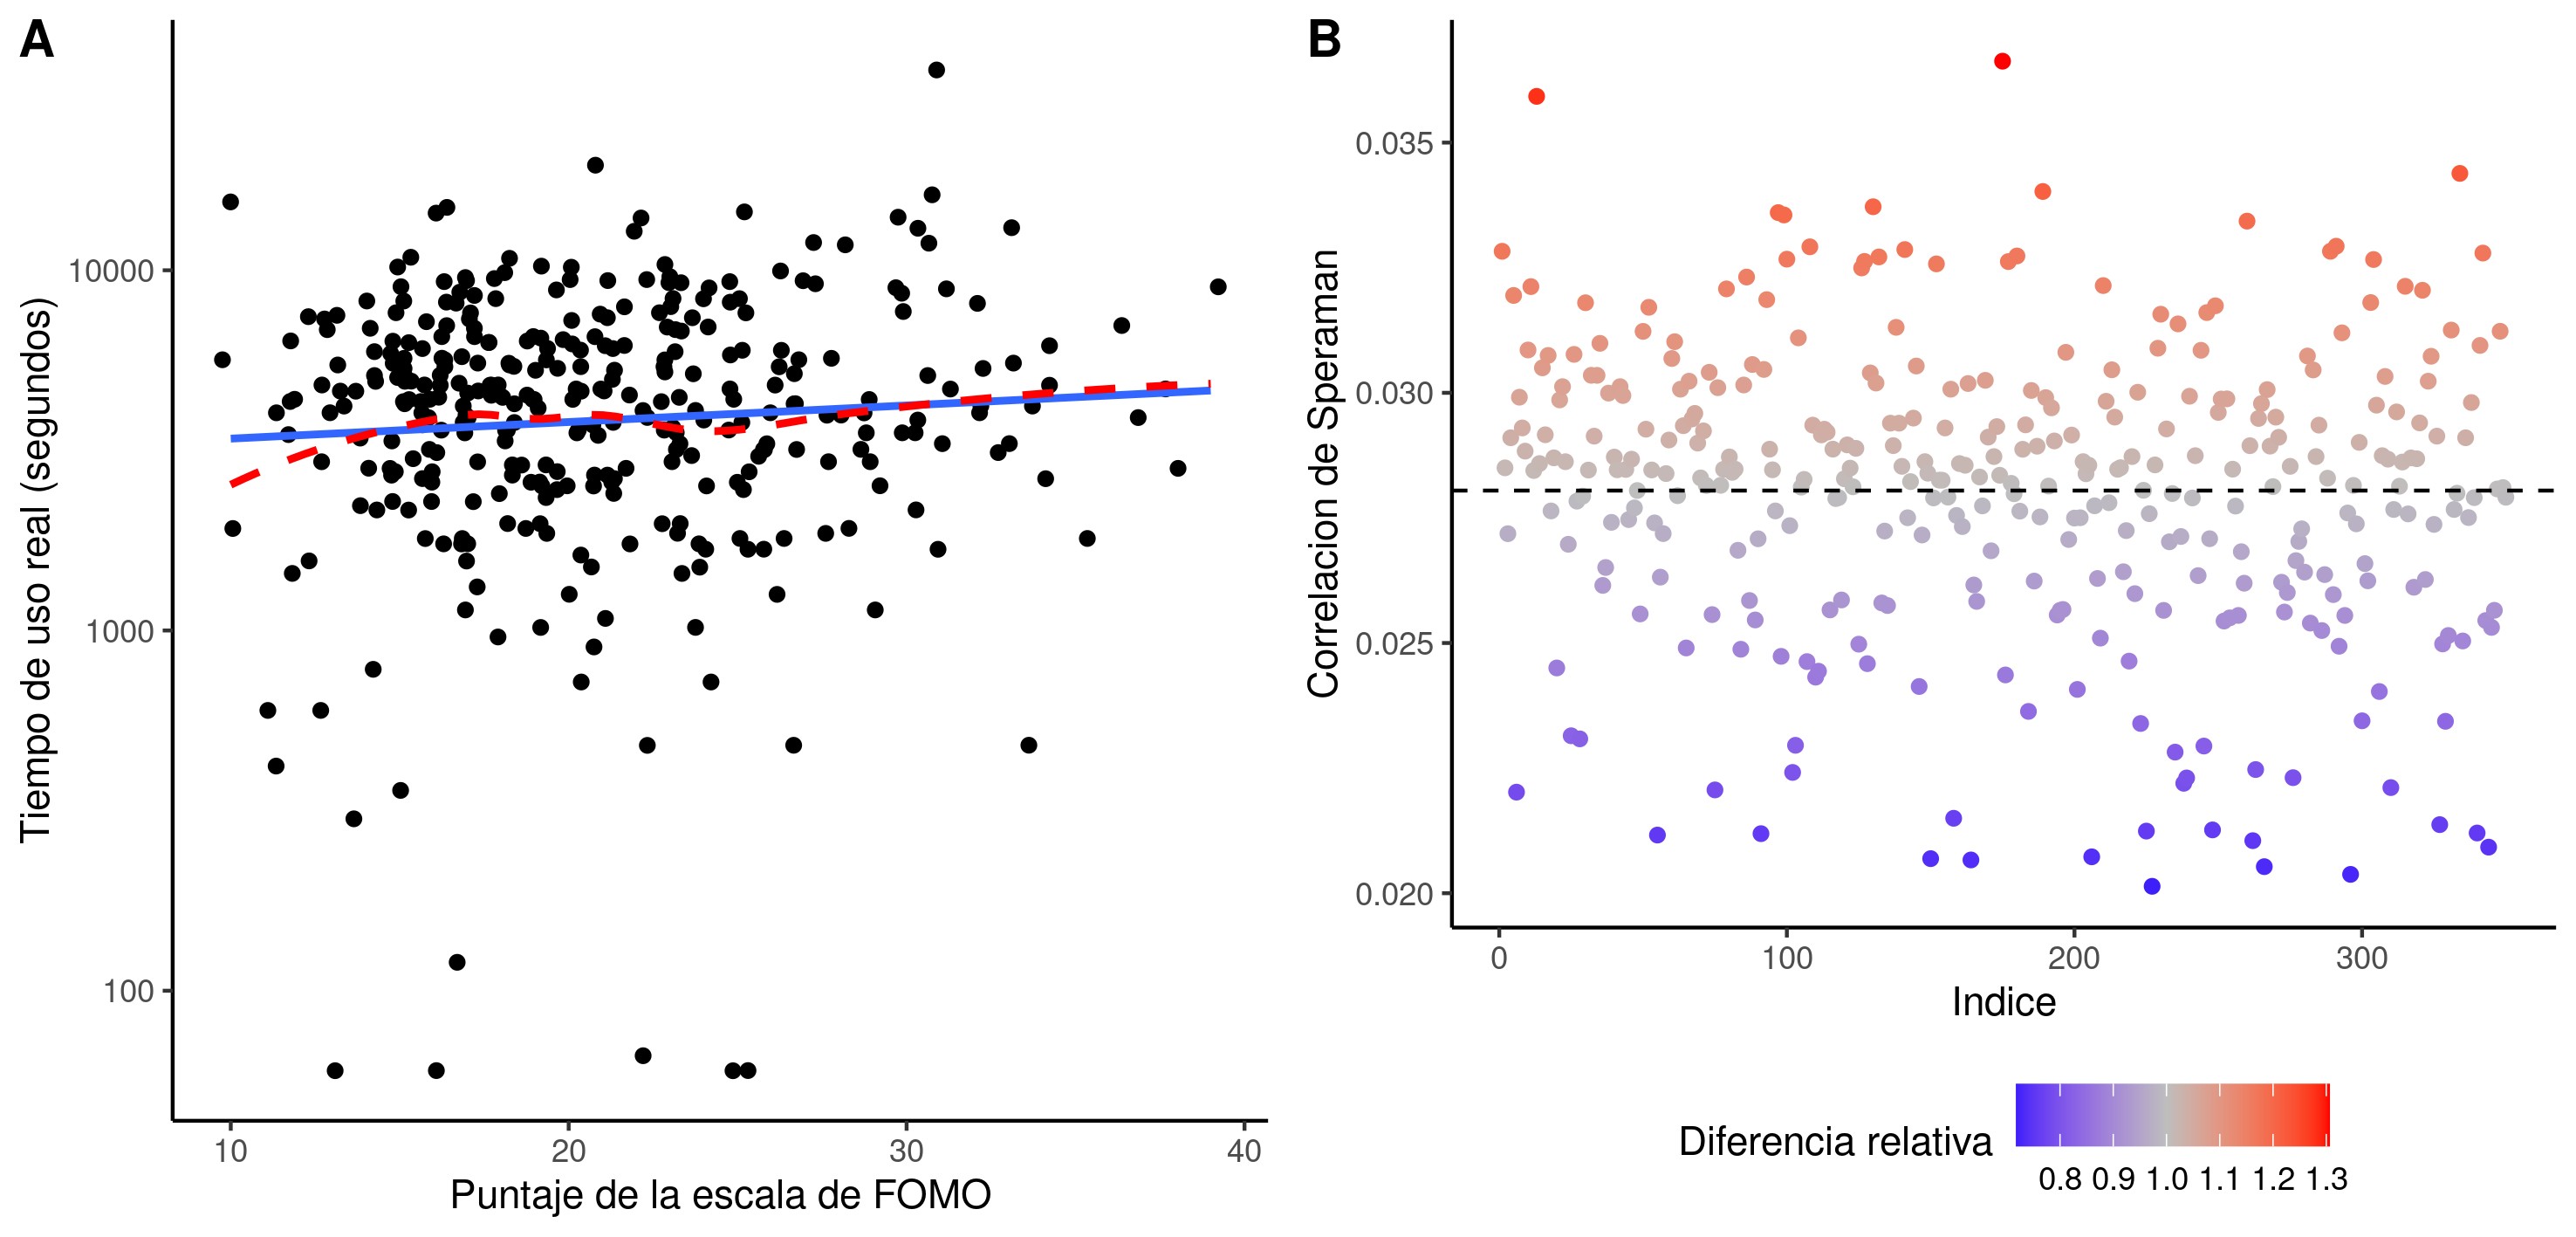 A
Tiempo de uso real (segundos)
10000
1000
100
10 20 30 40
Puntaje de la escala de FOMO
B
Correlacion de Speraman
0.035
0.030
0.025
0.020
0 100 200 300
Indice
Diferencia relativa
0.8 0.9 1.0 1.1 1.2 1.3